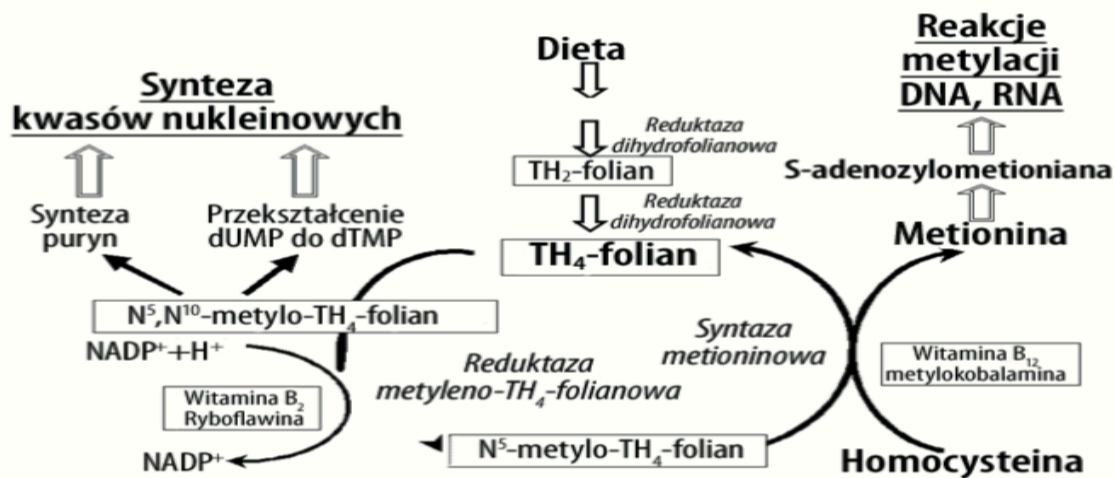 Dieta
Reakcje
metylacji
DNA, RNA
Synteza
kwasów nukleinowych
Reduktaza
dihydrofolianowa
TH₂-folian
S-adenozylometioniana
Synteza
puryn
Przekształcenie
dUMP do dTMP
Reduktaza
dihydrofolianowa
TH₄-folian
Metionina
N⁵,N¹⁰-metylo-TH₄-folian
NADP⁺+H⁺
Syntaza
metioninowa
Witamina B₁₂,
metylokobalamina
Reduktaza
metyleno-TH₄-folianowa
Witamina B₂
Ryboflawina
N⁵-metylo-TH₄-folian
NADP⁺
Homocysteina